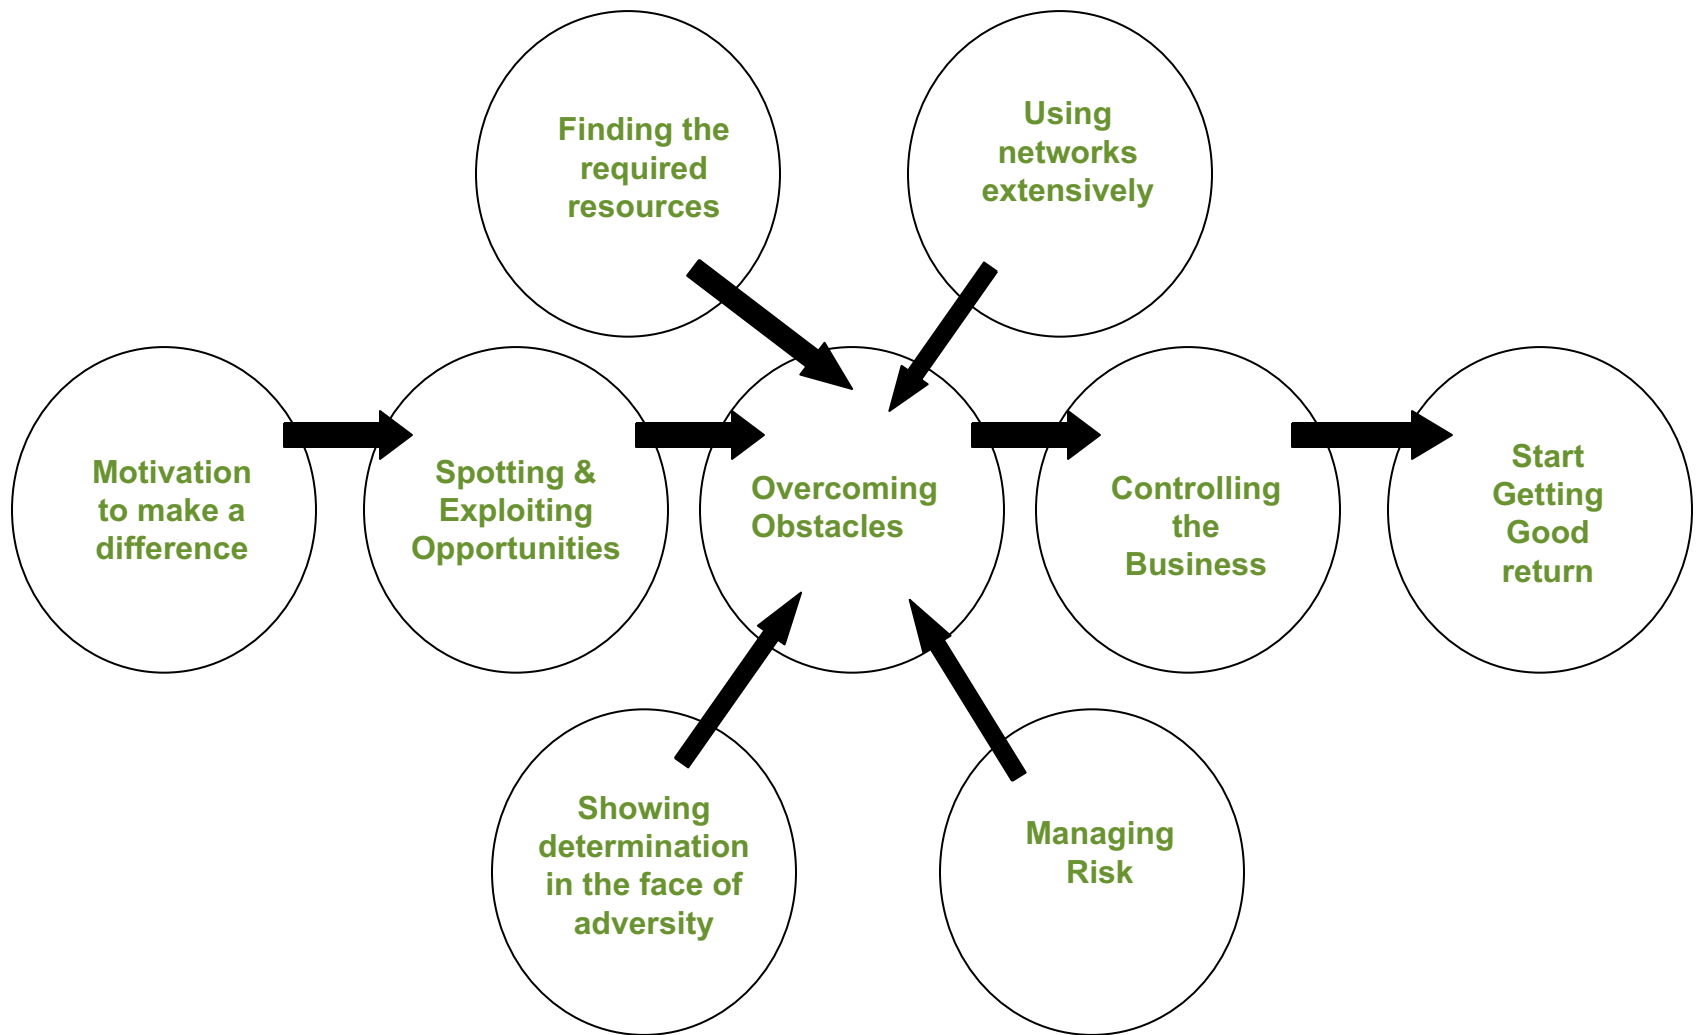 Finding the
required
resources
Using
networks
extensively
Motivation
to make a
difference
Spotting &
Exploiting
Opportunities
Overcoming
Obstacles
Controlling
the
Business
Start
Getting
Good
return
Showing
determination
in the face of
adversity
Managing
Risk